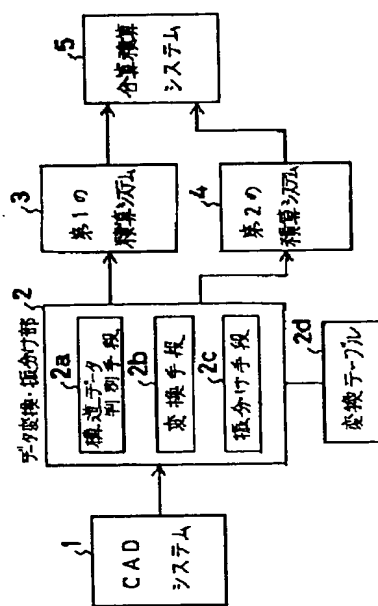 1
CAD
システム
データ変換・振分け部 2
2a
構造データ
判別手段
2b
変換手段
2c
振分け手段
2d
変換テーブル
3
第1の
積算システム
4
第2の
積算システム
5
合算積算
システム